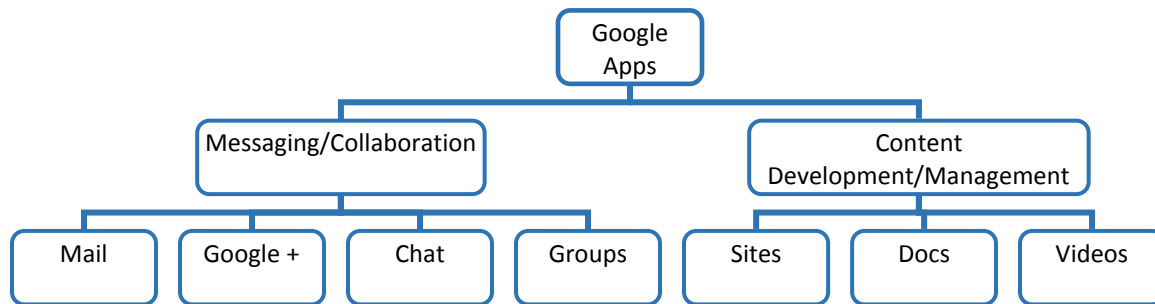 Google
Apps
Messaging/Collaboration
Content
Development/Management
Mail
Google +
Chat
Groups
Sites
Docs
Videos